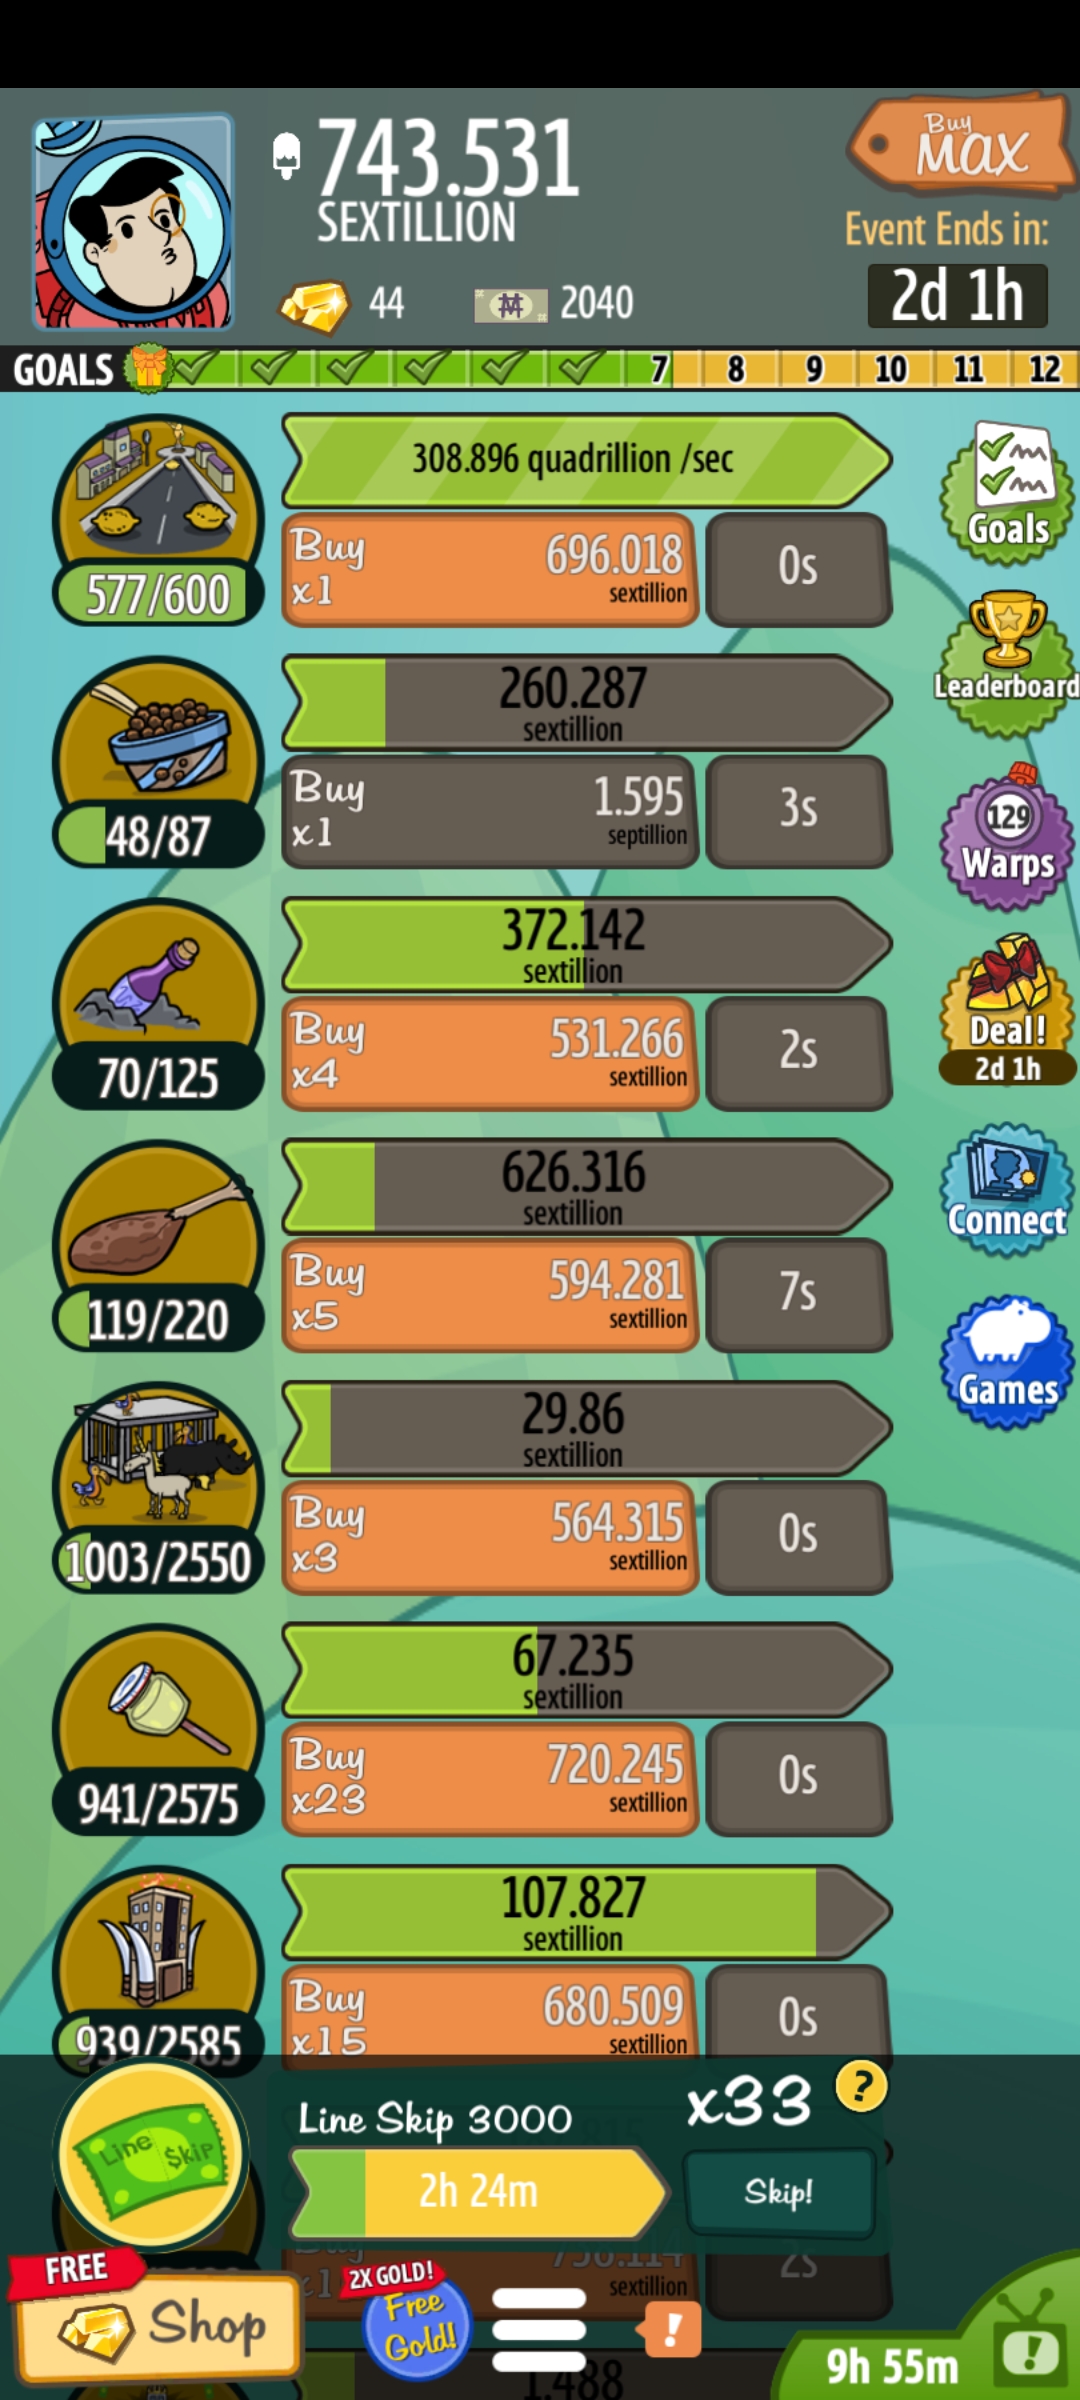 743.531
SEXTILLION
Buy
MAX
Event Ends in:
2d 1h
44
2040
GOALS
7 8 9 10 11 12
308.896 quadrillion /sec
Buy
x1
696.018
sextillion
0s
577/600
Goals
260.287
sextillion
Buy
x1
1.595
septillion
3s
48/87
Leaderboard
372.142
sextillion
Buy
x4
531.266
sextillion
2s
70/125
129
Warps
626.316
sextillion
Buy
x5
594.281
sextillion
7s
119/220
Deal!
2d 1h
29.86
sextillion
Buy
x3
564.315
sextillion
0s
1003/2550
Connect
67.235
sextillion
Buy
x23
720.245
sextillion
0s
941/2575
Games
107.827
sextillion
Buy
x15
680.509
sextillion
0s
939/2585
Line Skip
Line Skip 3000
x33
?
2h 24m
Skip!
sextillion
2s
FREE
Shop
2X GOLD!
Free
Gold!
!
1.488
9h 55m
!